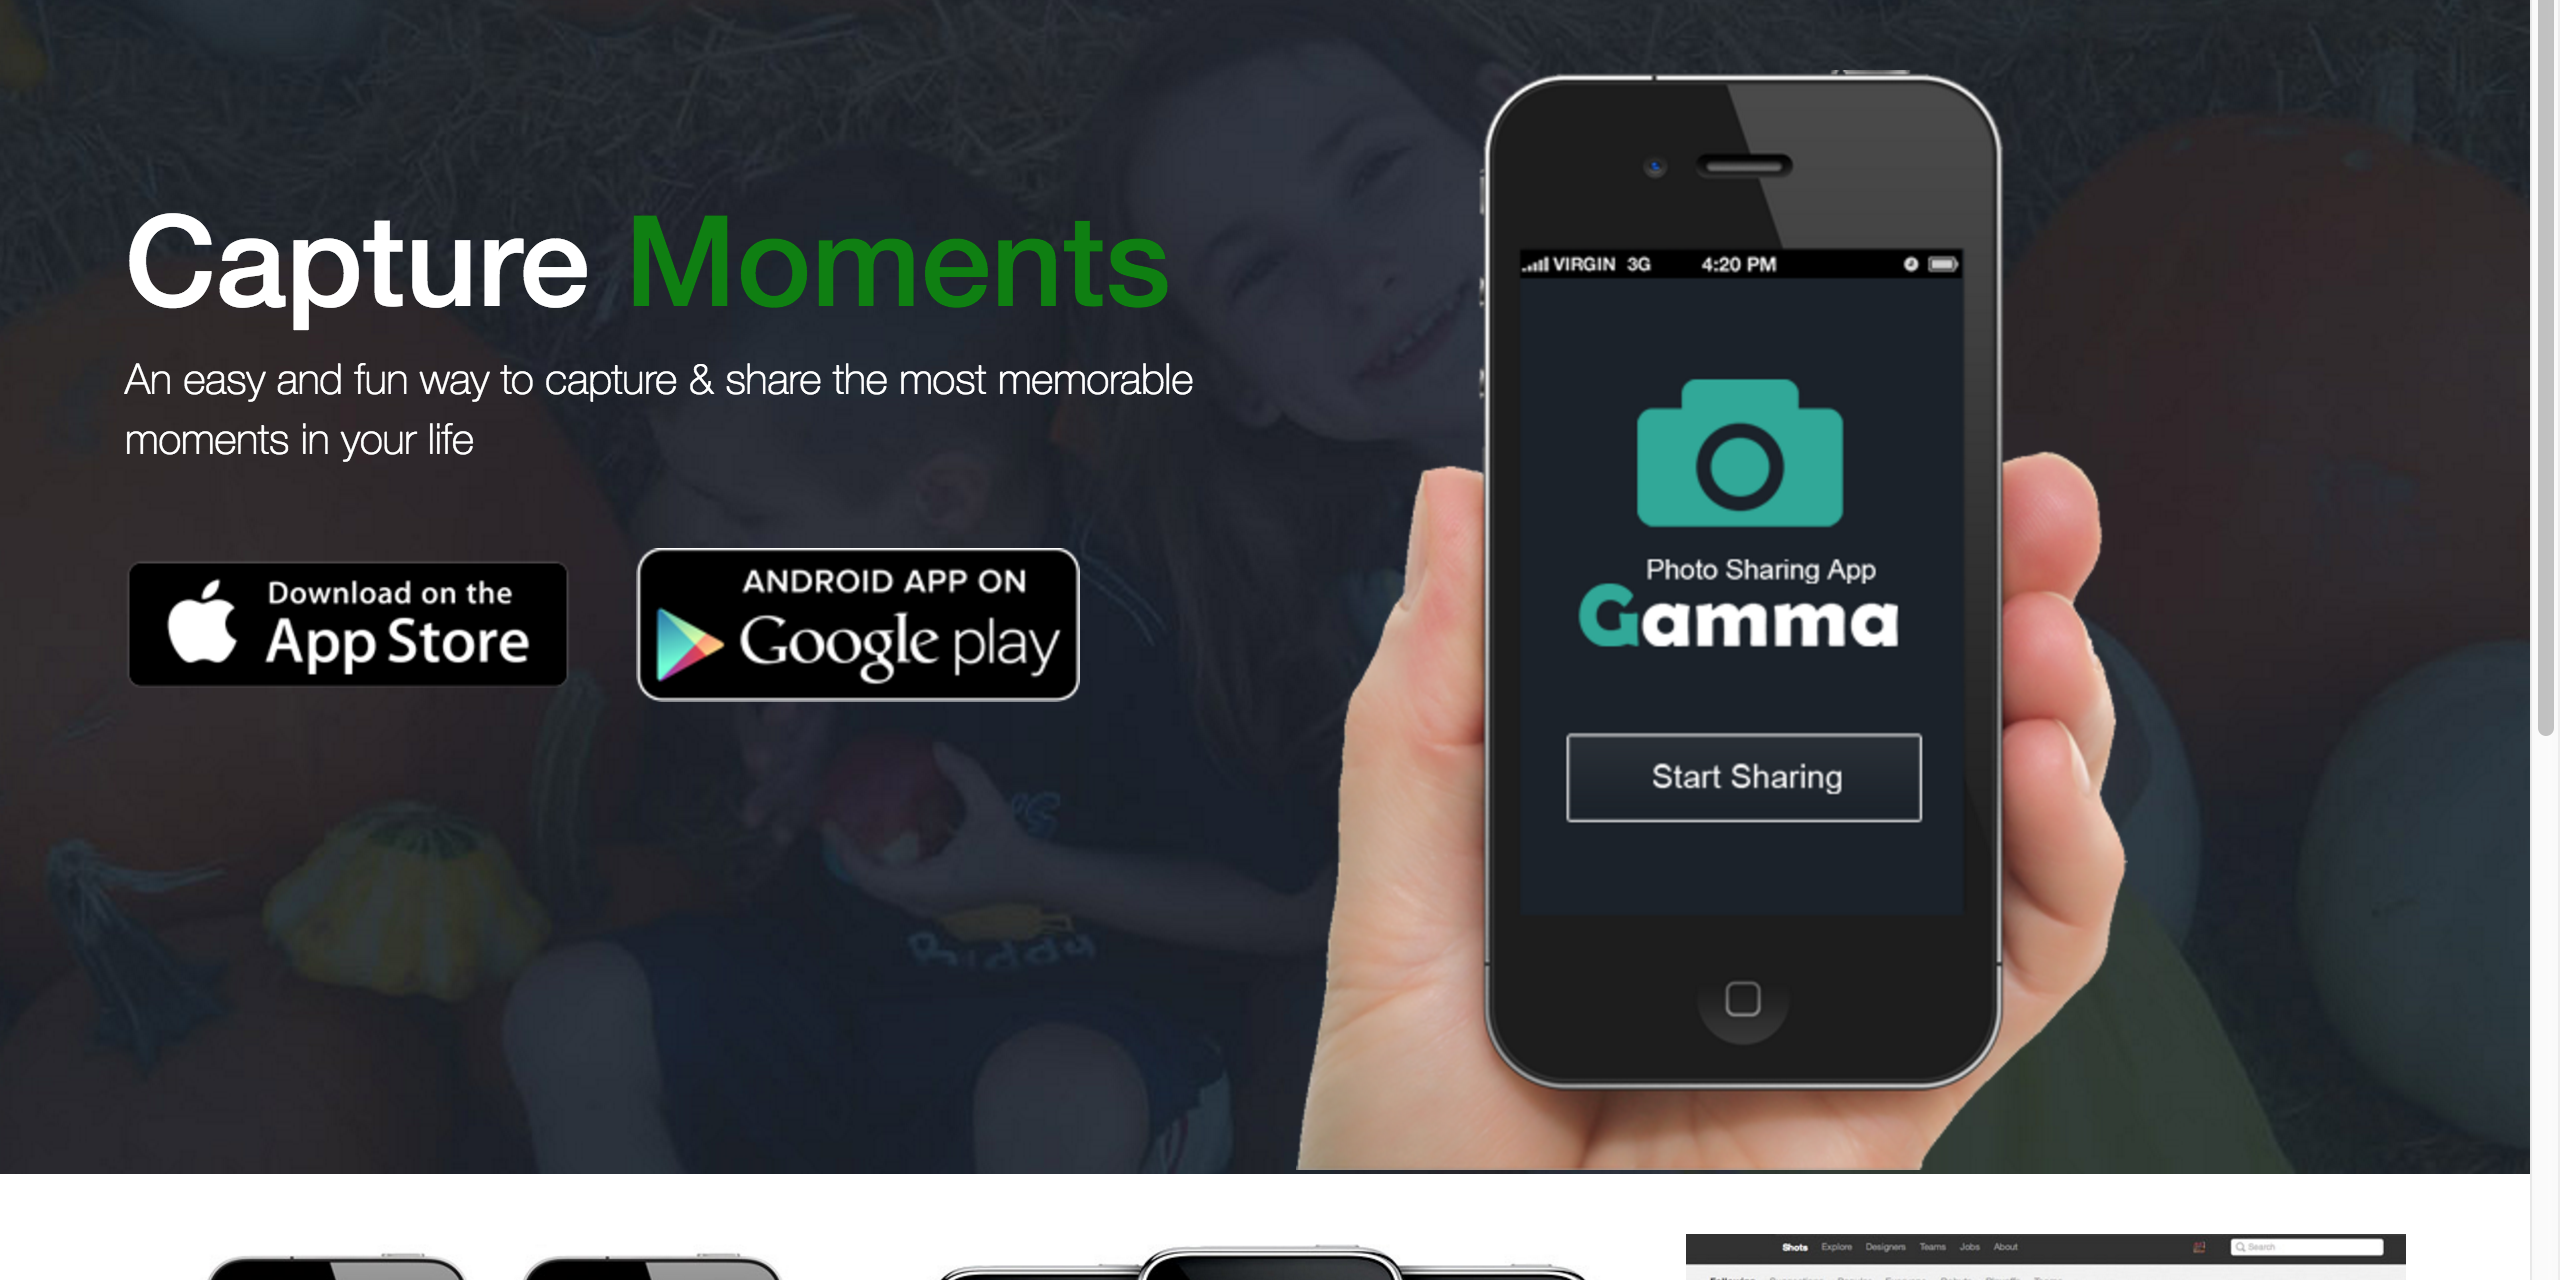 Capture Moments
An easy and fun way to capture & share the most memorable
moments in your life
Download on the
App Store
ANDROID APP ON
Google play
VIRGIN 3G 4:20 PM
Photo Sharing App
Gamma
Start Sharing
Biddy
Shots Explore Designers Teams Jobs About
Search